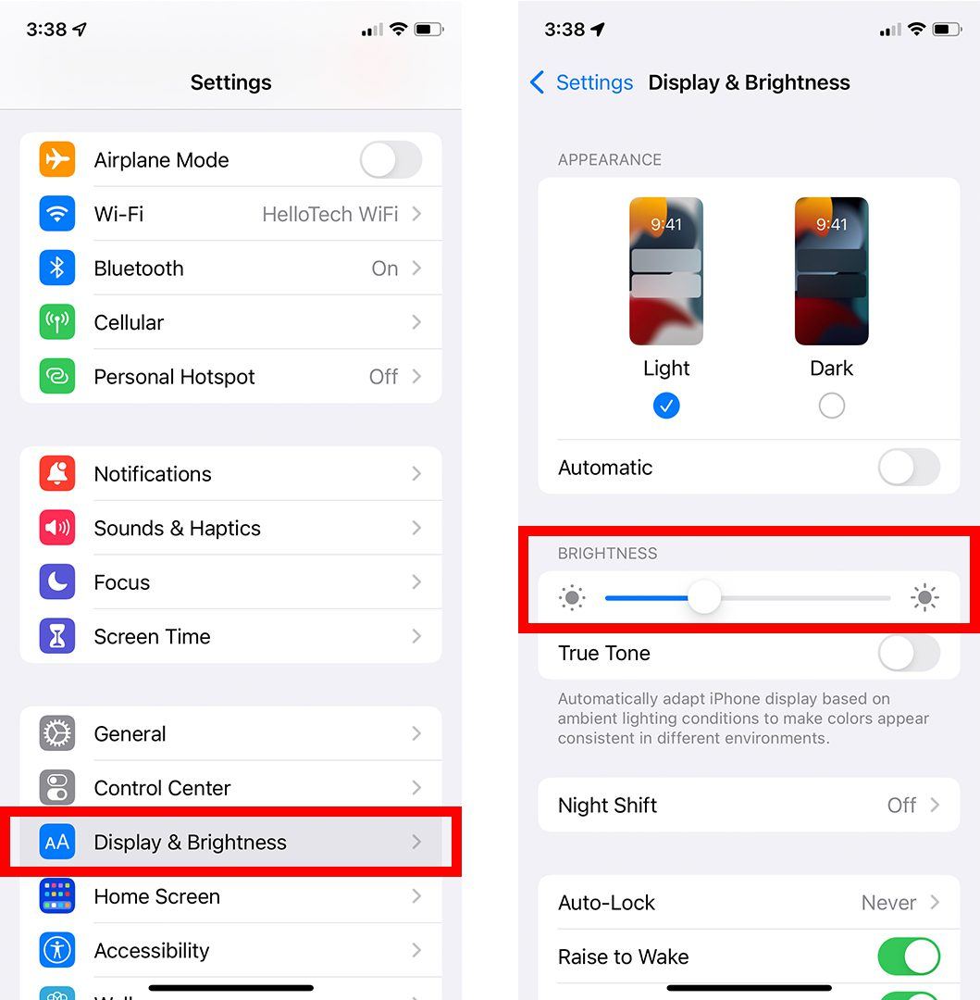 3:38
Settings
Airplane Mode
Wi-Fi HelloTech WiFi
Bluetooth On
Cellular
Personal Hotspot Off
Notifications
Sounds & Haptics
Focus
Screen Time
General
Control Center
AA Display & Brightness
Home Screen
Accessibility
3:38
Settings Display & Brightness
APPEARANCE
9:41 9:41
Light Dark
Automatic
BRIGHTNESS
True Tone
Automatically adapt iPhone display based on
ambient lighting conditions to make colors appear
consistent in different environments.
Night Shift Off
Auto-Lock Never
Raise to Wake